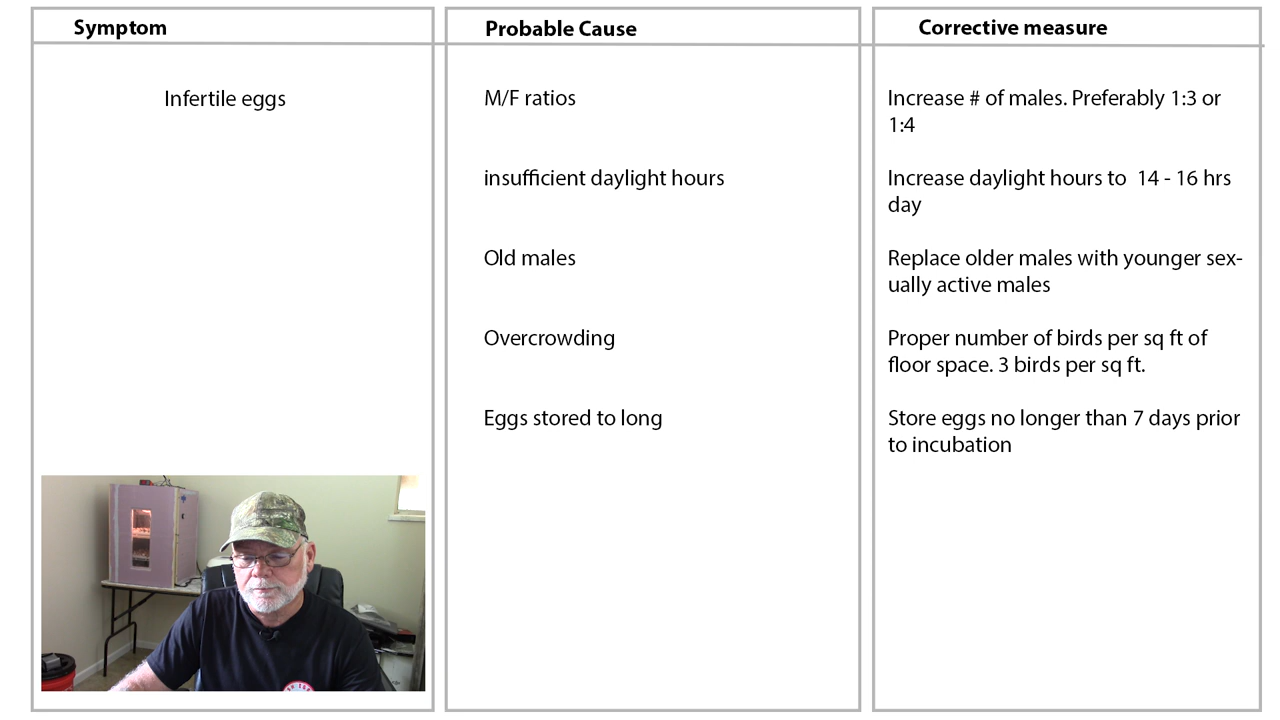 Symptom
Probable Cause
Corrective measure
Infertile eggs
M/F ratios
Increase # of males. Preferably 1:3 or
1:4
insufficient daylight hours
Increase daylight hours to  14 - 16 hrs
day
Old males
Replace older males with younger sex-
ually active males
Overcrowding
Proper number of birds per sq ft of
floor space. 3 birds per sq ft.
Eggs stored to long
Store eggs no longer than 7 days prior
to incubation